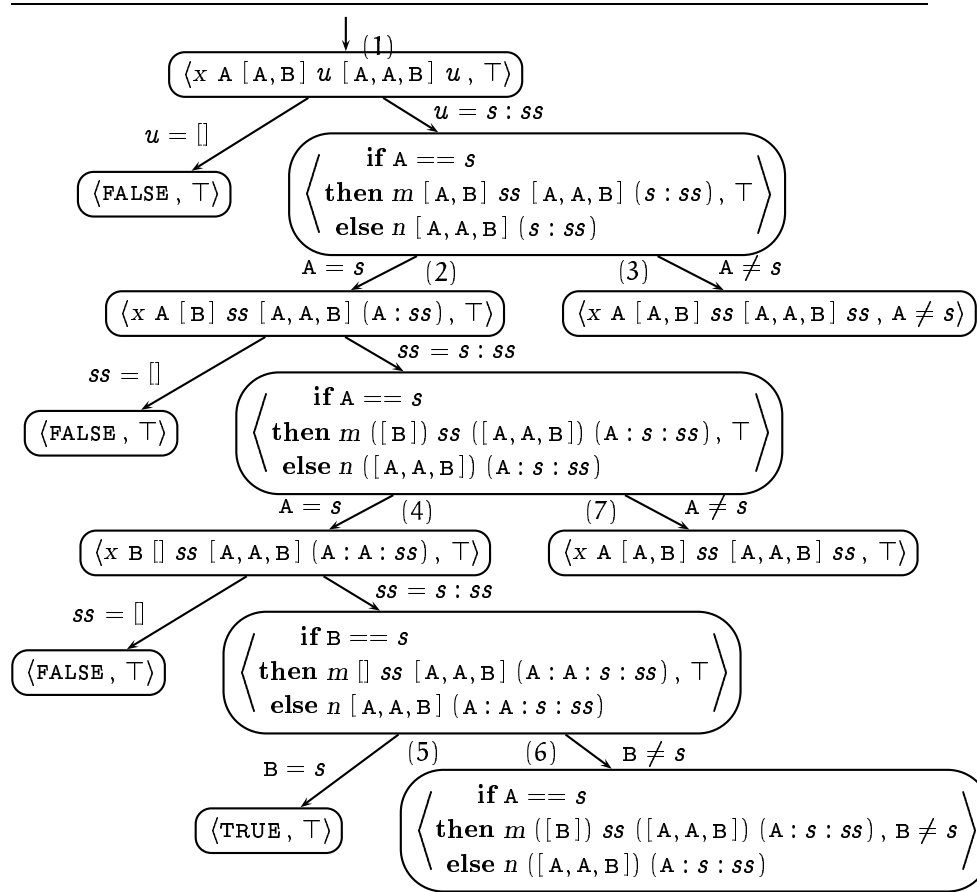 (1)
⟨x A [A,B] u [A,A,B] u , ⊤⟩
u = []
u = s : ss
⟨FALSE , ⊤⟩
if A == s
then m [A,B] ss [A,A,B] (s : ss) , ⊤
else n [A,A,B] (s : ss)
A = s
(2)
(3)
A ≠ s
⟨x A [B] ss [A,A,B] (A : ss) , ⊤⟩
⟨x A [A,B] ss [A,A,B] ss , A ≠ s⟩
ss = []
ss = s : ss
⟨FALSE , ⊤⟩
if A == s
then m ([B]) ss ([A,A,B]) (A : s : ss) , ⊤
else n ([A,A,B]) (A : s : ss)
A = s
(4)
(7)
A ≠ s
⟨x B [] ss [A,A,B] (A : A : ss) , ⊤⟩
⟨x A [A,B] ss [A,A,B] ss , ⊤⟩
ss = []
ss = s : ss
⟨FALSE , ⊤⟩
if B == s
then m [] ss [A,A,B] (A : A : s : ss) , ⊤
else n [A,A,B] (A : A : s : ss)
B = s
(5)
(6)
B ≠ s
⟨TRUE , ⊤⟩
if A == s
then m ([B]) ss ([A,A,B]) (A : s : ss) , B ≠ s
else n ([A,A,B]) (A : s : ss)